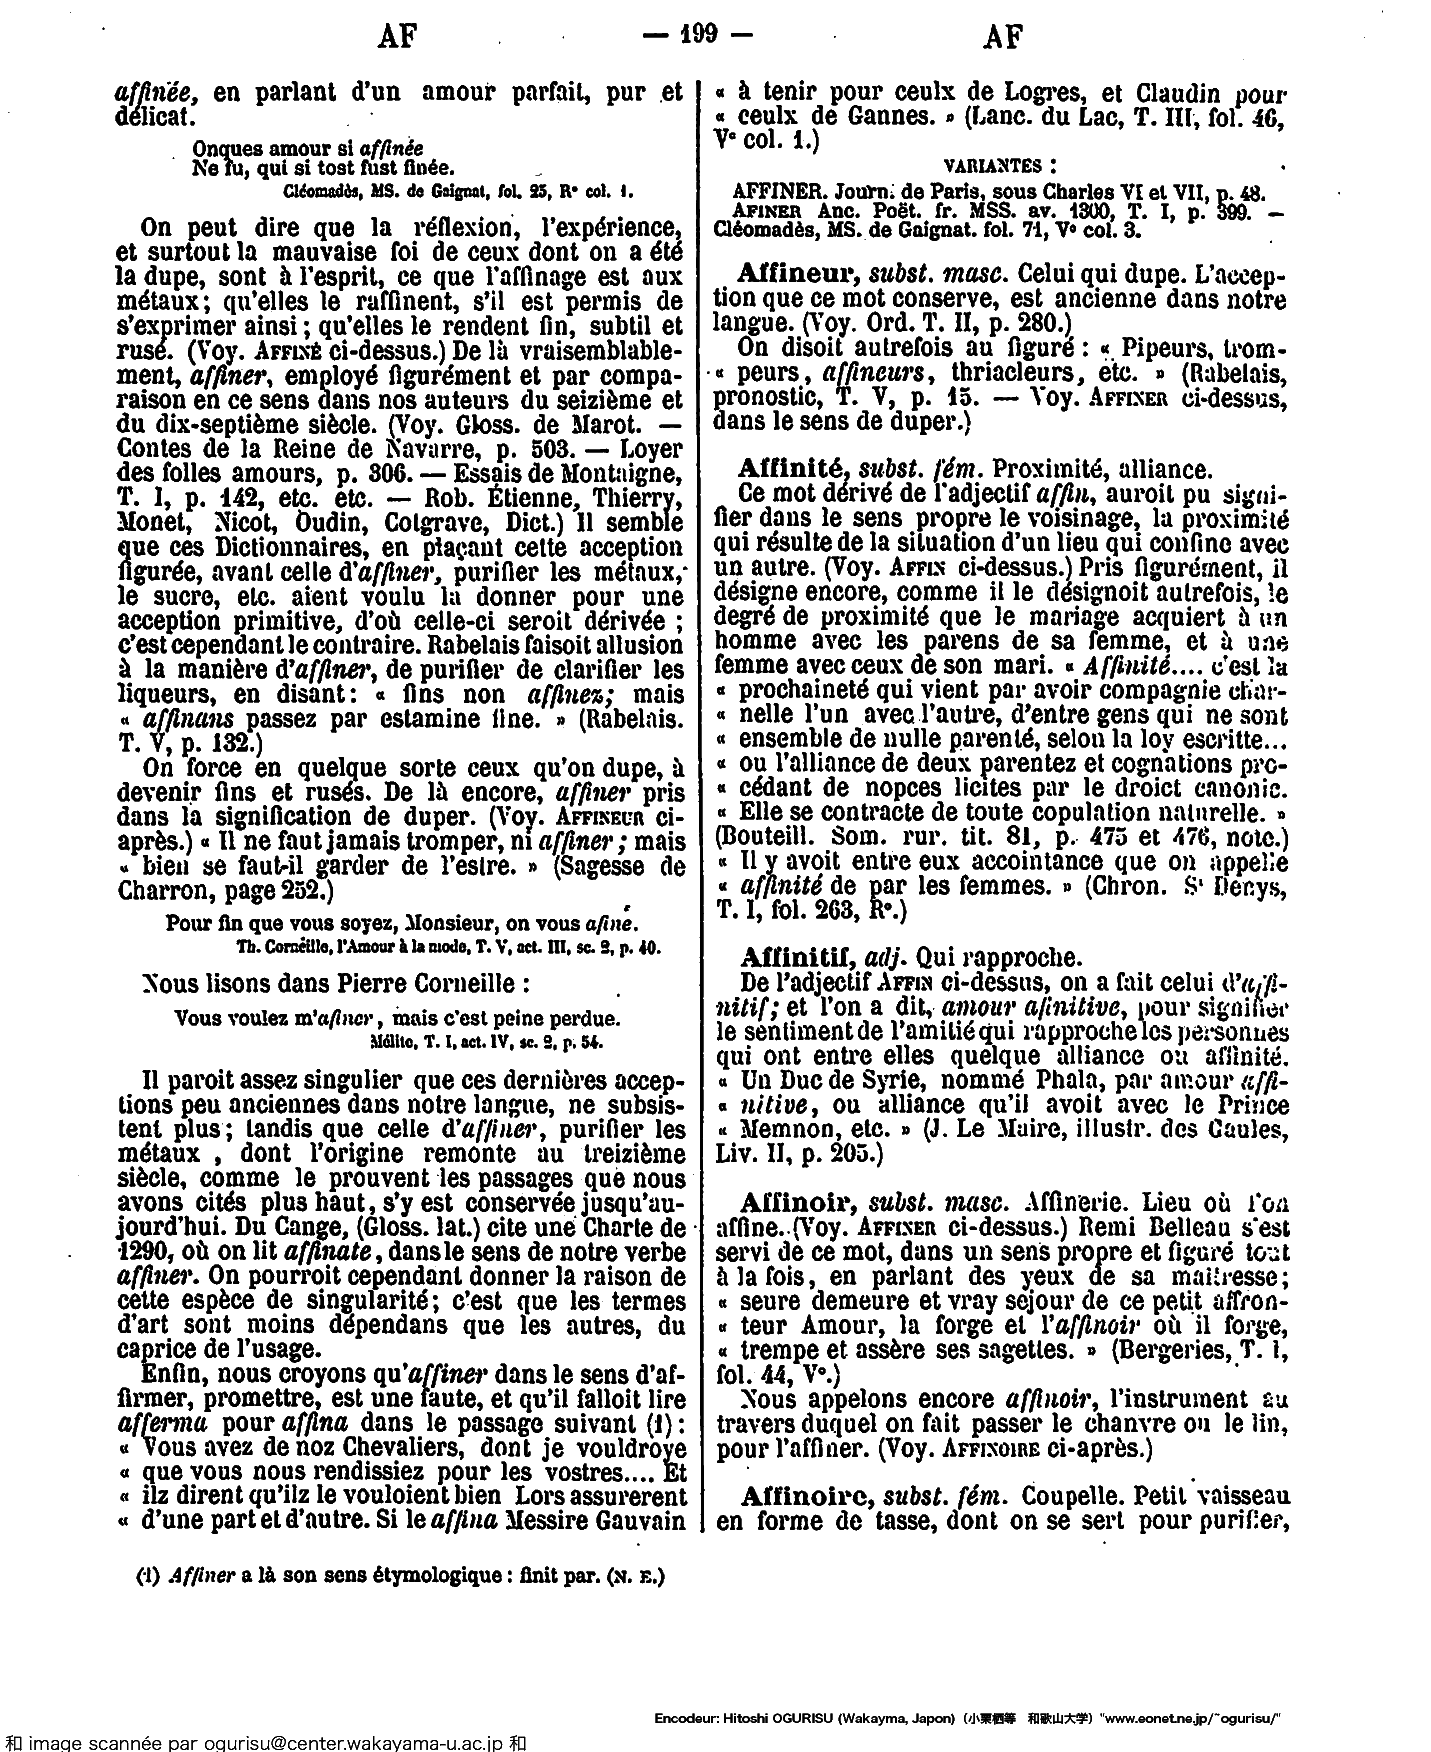 AF
— 199 —
AF
affinée, en parlant d'un amour parfait, pur et
délicat.
Onques amour si affinée
Ne fu, qui si tost fust finée.
Cléomadès, MS. de Gaignat, fol. 25, R° col. 1.
On peut dire que la réflexion, l'expérience,
et surtout la mauvaise foi de ceux dont on a été
la dupe, sont à l'esprit, ce que l'affinage est aux
métaux; qu'elles le raffinent, s'il est permis de
s'exprimer ainsi; qu'elles le rendent fin, subtil et
rusé. (Voy. AFFINÉ ci-dessus.) De là vraisemblable-
ment, affiner, employé figurément et par compa-
raison en ce sens dans nos auteurs du seizième et
du dix-septième siècle. (Voy. Gloss. de Marot. —
Contes de la Reine de Navarre, p. 503. — Loyer
des folles amours, p. 306. — Essais de Montaigne,
T. I, p. 142, etc. etc. — Rob. Étienne, Thierry,
Monet, Nicot, Oudin, Cotgrave, Dict.) Il semble
que ces Dictionnaires, en plaçant cette acception
figurée, avant celle d'affiner, purifier les métaux,
le sucre, etc. aient voulu la donner pour une
acception primitive, d'où celle-ci seroit dérivée ;
c'est cependant le contraire. Rabelais faisoit allusion
à la manière d'affiner, de purifier de clarifier les
liqueurs, en disant: « fins non affinez; mais
« affinans passez par estamine fine. » (Rabelais.
T. V, p. 132.)
On force en quelque sorte ceux qu'on dupe, à
devenir fins et rusés. De là encore, affiner pris
dans la signification de duper. (Voy. AFFINEUR ci-
après.) « Il ne faut jamais tromper, ni affiner ; mais
« bien se faut-il garder de l'estre. » (Sagesse de
Charron, page 252.)
Pour fin que vous soyez, Monsieur, on vous afiné.
Th. Corneille, l'Amour à la mode, T. V, act. III, sc. 2, p. 40.
Nous lisons dans Pierre Corneille :
Vous voulez m'afiner, mais c'est peine perdue.
Mélite, T. I, act. IV, sc. 2, p. 54.
Il paroit assez singulier que ces dernières accep-
tions peu anciennes dans notre langue, ne subsis-
tent plus; tandis que celle d'affiner, purifier les
métaux , dont l'origine remonte au treizième
siècle, comme le prouvent les passages que nous
avons cités plus haut, s'y est conservée jusqu'au-
jourd'hui. Du Cange, (Gloss. lat.) cite une Charte de
1290, où on lit affinate, dans le sens de notre verbe
affiner. On pourroit cependant donner la raison de
cette espèce de singularité; c'est que les termes
d'art sont moins dépendans que les autres, du
caprice de l'usage.
Enfin, nous croyons qu'affiner dans le sens d'af-
firmer, promettre, est une faute, et qu'il falloit lire
afferma pour affina dans le passage suivant (1) :
« Vous avez de noz Chevaliers, dont je vouldroye
« que vous nous rendissiez pour les vostres.... Et
« ilz dirent qu'ilz le vouloient bien Lors assurerent
« d'une part et d'autre. Si le affina Messire Gauvain
(1) Affiner a là son sens étymologique : finit par. (N. E.)
« à tenir pour ceulx de Logres, et Claudin pour
« ceulx de Gannes. » (Lanc. du Lac, T. III, fol. 46,
V° col. 1.)
VARIANTES :
AFFINER. Journ. de Paris, sous Charles VI et VII, p. 48.
AFINER Anc. Poët. fr. MSS. av. 1300, T. I, p. 399. —
Cléomadès, MS. de Gaignat. fol. 71, V° col. 3.
Affineur, subst. masc. Celui qui dupe. L'accep-
tion que ce mot conserve, est ancienne dans notre
langue. (Voy. Ord. T. II, p. 280.)
On disoit autrefois au figuré : « Pipeurs, trom-
« peurs, affineurs, thriacleurs, etc. » (Rabelais,
pronostic, T. V, p. 15. — Voy. AFFINER ci-dessus,
dans le sens de duper.)
Affinité, subst. fém. Proximité, alliance.
Ce mot dérivé de l'adjectif affin, auroit pu signi-
fier dans le sens propre le voisinage, la proximité
qui résulte de la situation d'un lieu qui confine avec
un autre. (Voy. AFFIN ci-dessus.) Pris figurément, il
désigne encore, comme il le désignoit autrefois, le
degré de proximité que le mariage acquiert à un
homme avec les parens de sa femme, et à une
femme avec ceux de son mari. « Affinité.... c'est la
« prochaineté qui vient par avoir compagnie char-
« nelle l'un avec l'autre, d'entre gens qui ne sont
« ensemble de nulle parenté, selon la loy escritte...
« ou l'alliance de deux parentez et cognations pro-
« cédant de nopces licites par le droict canonic.
« Elle se contracte de toute copulation naturelle. »
(Bouteill. Som. rur. tit. 81, p. 475 et 476, note.)
« Il y avoit entre eux accointance que on appelle
« affinité de par les femmes. » (Chron. St Denys,
T. I, fol. 263, R°.)
Affinitif, adj. Qui rapproche.
De l'adjectif AFFIN ci-dessus, on a fait celui d'affi-
nitif; et l'on a dit, amour afinitive, pour signifier
le sentiment de l'amitié qui rapproche les personnes
qui ont entre elles quelque alliance ou affinité.
« Un Duc de Syrie, nommé Phala, par amour affi-
« nitive, ou alliance qu'il avoit avec le Prince
« Memnon, etc. » (J. Le Maire, illustr. des Gaules,
Liv. II, p. 205.)
Affinoir, subst. masc. Affinerie. Lieu où l'on
affine. (Voy. AFFINER ci-dessus.) Remi Belleau s'est
servi de ce mot, dans un sens propre et figuré tout
à la fois, en parlant des yeux de sa maîtresse;
« seure demeure et vray sejour de ce petit affron-
« teur Amour, la forge et l'affinoir où il forge,
« trempe et assère ses sagettes. » (Bergeries, T. I,
fol. 44, V°.)
Nous appelons encore affinoir, l'instrument au
travers duquel on fait passer le chanvre ou le lin,
pour l'affiner. (Voy. AFFINOIRE ci-après.)
Affinoire, subst. fém. Coupelle. Petit vaisseau
en forme de tasse, dont on se sert pour purifier,
Encodeur: Hitoshi OGURISU (Wakayma, Japon) (小栗栖等 和歌山大学) "www.eonet.ne.jp/~ogurisu/"
和 image scannée par ogurisu@center.wakayama-u.ac.jp 和